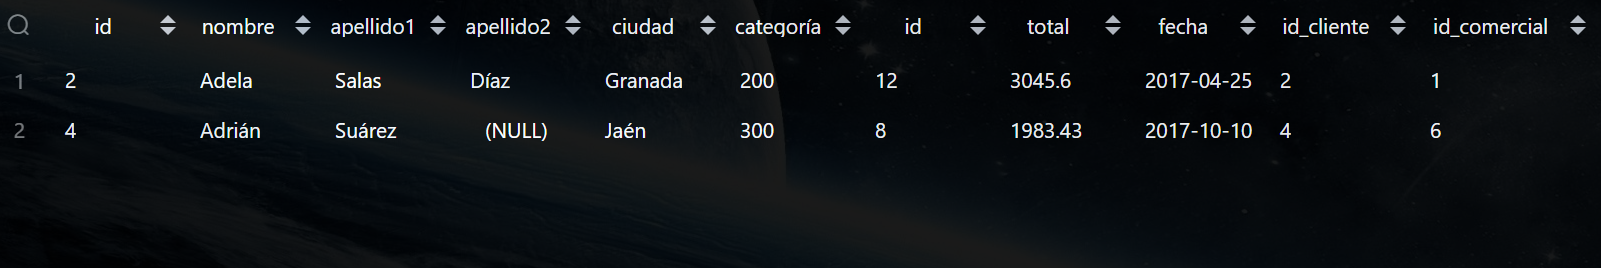 id nombre apellido1 apellido2 ciudad categoría id total fecha id_cliente id_comercial
1 2 Adela Salas Díaz Granada 200 12 3045.6 2017-04-25 2 1
2 4 Adrián Suárez (NULL) Jaén 300 8 1983.43 2017-10-10 4 6